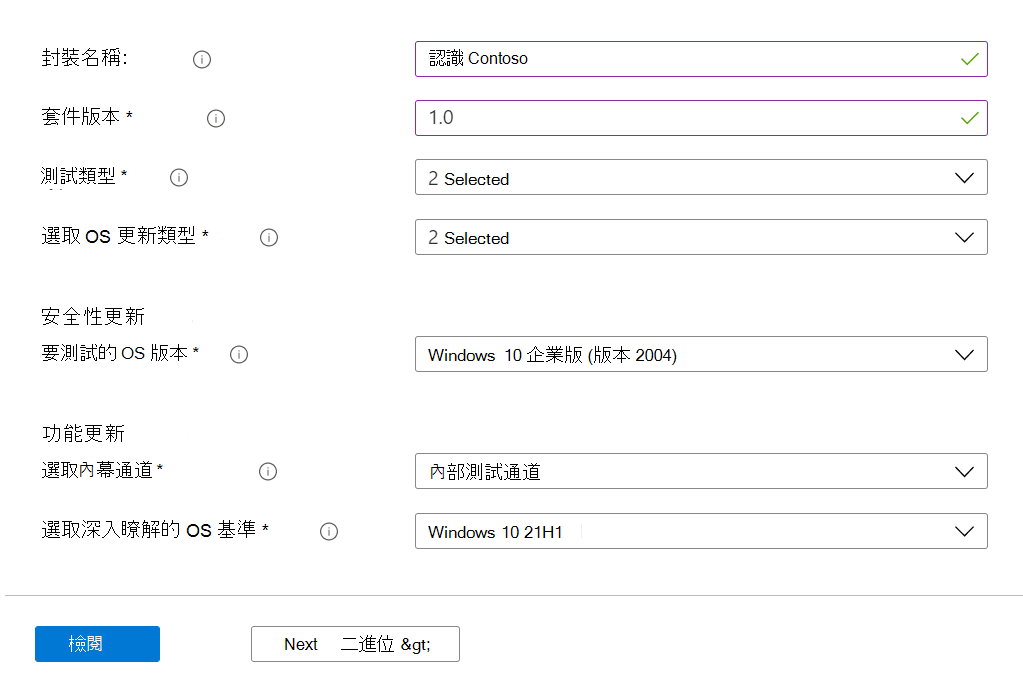 封裝名稱: 認識 Contoso
套件版本 * 1.0
測試類型 * 2 Selected
選取 OS 更新類型 * 2 Selected
安全性更新
要測試的 OS 版本 * Windows 10 企業版 (版本 2004)
功能更新
選取內幕通道 * 內部測試通道
選取深入瞭解的 OS 基準 * Windows 10 21H1
檢閱 Next 二進位 &gt;